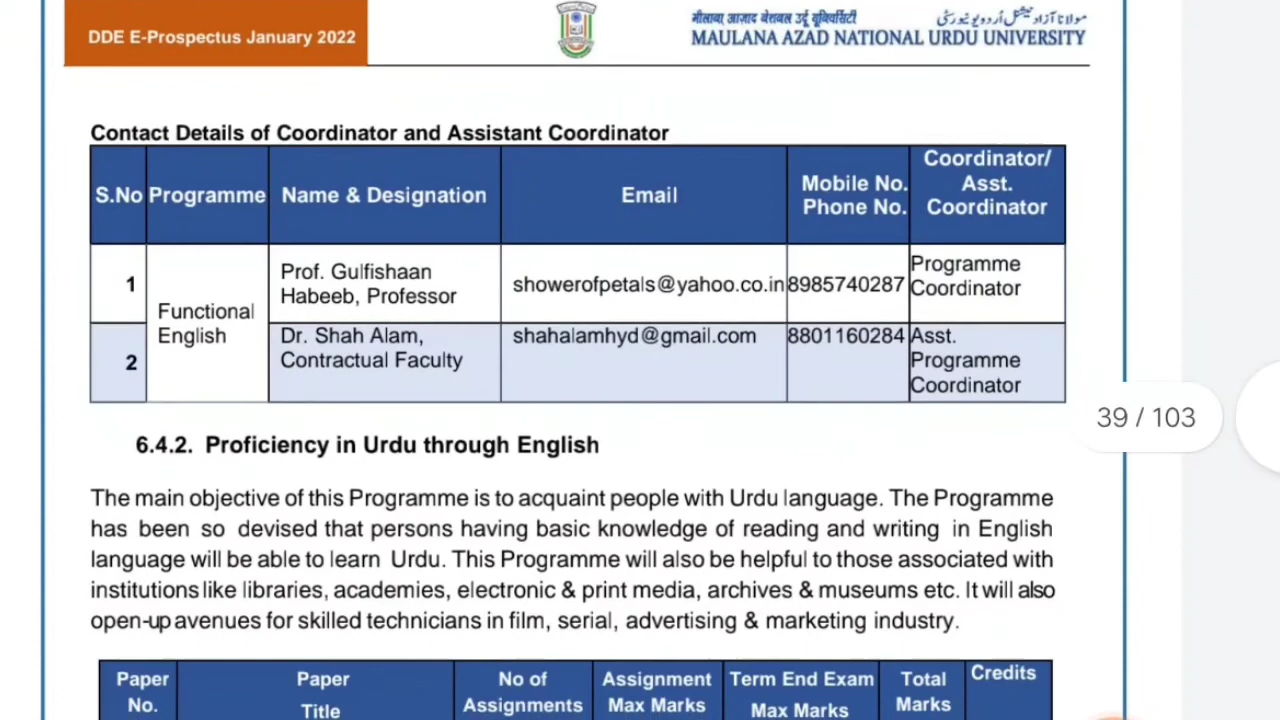 DDE E-Prospectus January 2022
मौलाना आज़ाद नेशनल उर्दू यूनिवर्सिटी
مولانا آزاد نیشنل اُردو یونیورسٹی
MAULANA AZAD NATIONAL URDU UNIVERSITY
Contact Details of Coordinator and Assistant Coordinator
S.No Programme Name & Designation Email Mobile No. Phone No. Coordinator/ Asst. Coordinator
1 Functional English Prof. Gulfishaan Habeeb, Professor showerofpetals@yahoo.co.in 8985740287 Programme Coordinator
2 Dr. Shah Alam, Contractual Faculty shahalamhyd@gmail.com 8801160284 Asst. Programme Coordinator
39 / 103
6.4.2. Proficiency in Urdu through English
The main objective of this Programme is to acquaint people with Urdu language. The Programme
has been so devised that persons having basic knowledge of reading and writing in English
language will be able to learn Urdu. This Programme will also be helpful to those associated with
institutions like libraries, academies, electronic & print media, archives & museums etc. It will also
open-up avenues for skilled technicians in film, serial, advertising & marketing industry.
Paper No. Paper Title No of Assignments Assignment Max Marks Term End Exam Max Marks Total Marks Credits